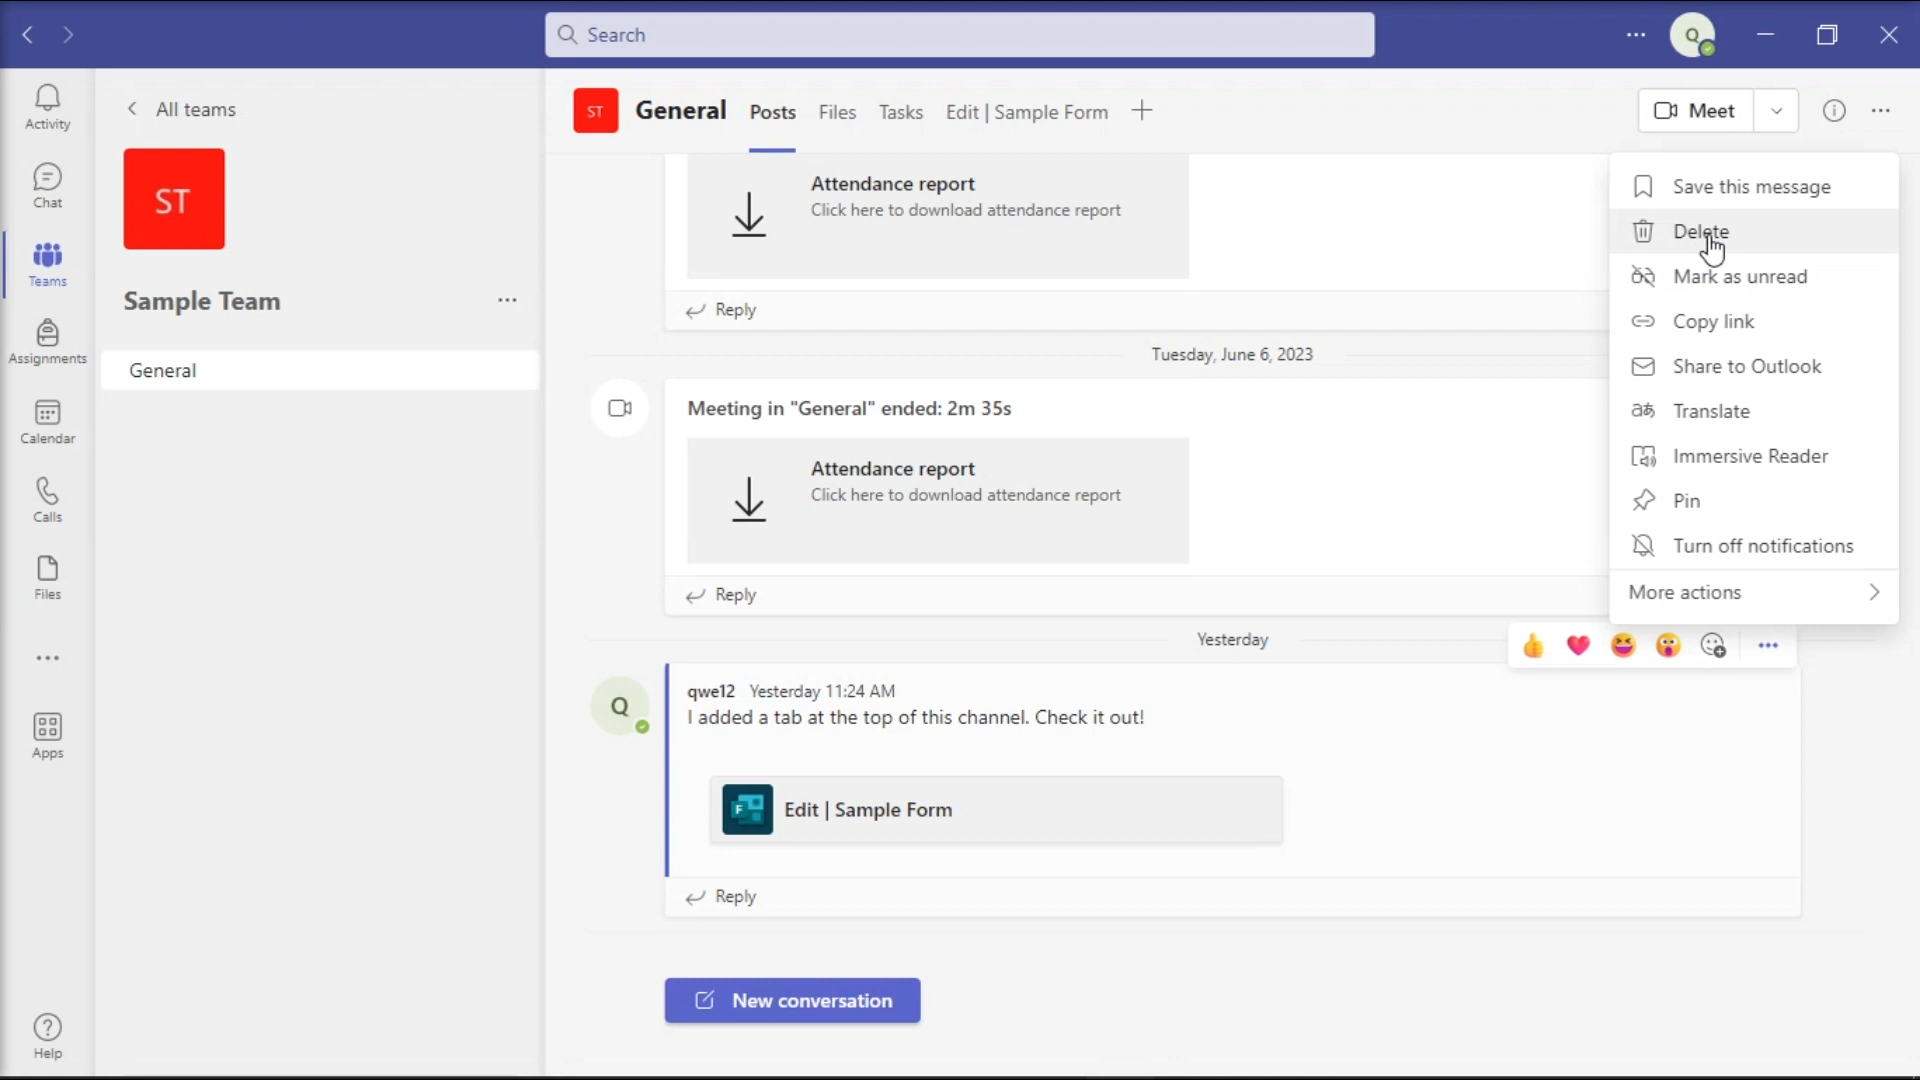 Search
Q
Activity
Chat
Teams
Assignments
Calendar
Calls
Files
Apps
Help
All teams
ST
Sample Team
General
ST
General
Posts
Files
Tasks
Edit | Sample Form
Meet
Attendance report
Click here to download attendance report
Reply
Tuesday, June 6, 2023
Meeting in "General" ended: 2m 35s
Attendance report
Click here to download attendance report
Reply
Yesterday
Q
qwe12 Yesterday 11:24 AM
I added a tab at the top of this channel. Check it out!
F
Edit | Sample Form
Reply
New conversation
Save this message
Delete
Mark as unread
Copy link
Share to Outlook
Translate
Immersive Reader
Pin
Turn off notifications
More actions